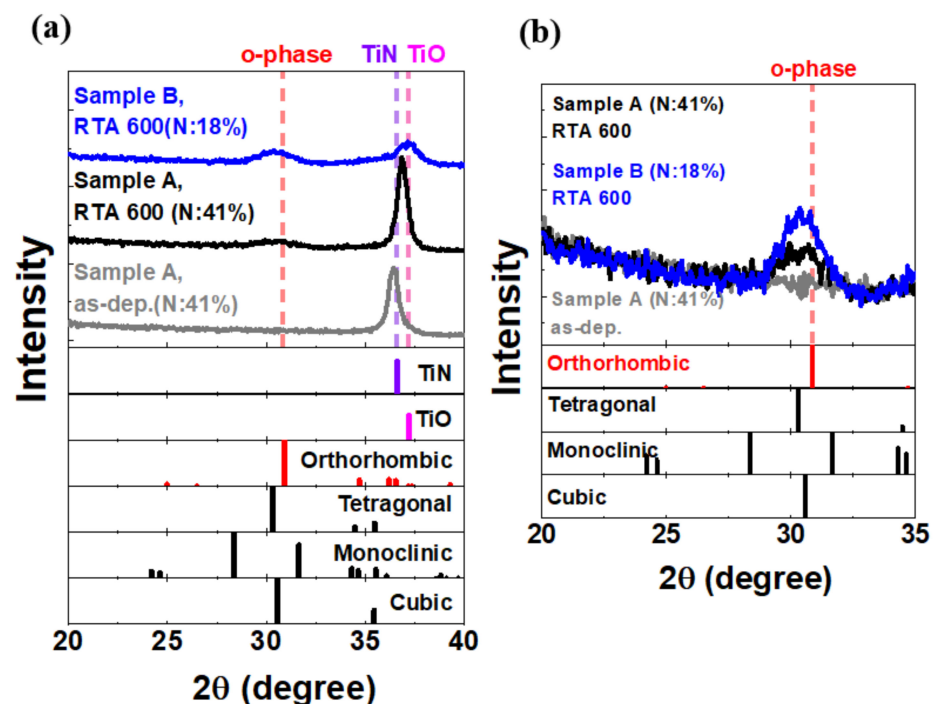 (a)
o-phase TiN TiO
Sample B,
RTA 600(N:18%)
Sample A,
RTA 600 (N:41%)
Sample A,
as-dep.(N:41%)
Intensity
TiN
TiO
Orthorhombic
Tetragonal
Monoclinic
Cubic
20 25 30 35 40
2θ (degree)
(b)
o-phase
Sample A (N:41%)
RTA 600
Sample B (N:18%)
RTA 600
Sample A (N:41%)
as-dep.
Intensity
Orthorhombic
Tetragonal
Monoclinic
Cubic
20 25 30 35
2θ (degree)